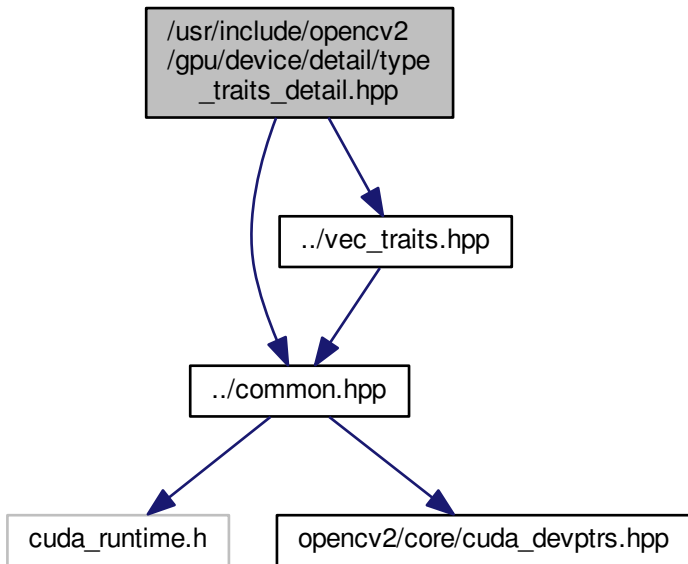 /usr/include/opencv2
/gpu/device/detail/type
_traits_detail.hpp
../vec_traits.hpp
../common.hpp
cuda_runtime.h
opencv2/core/cuda_devptrs.hpp